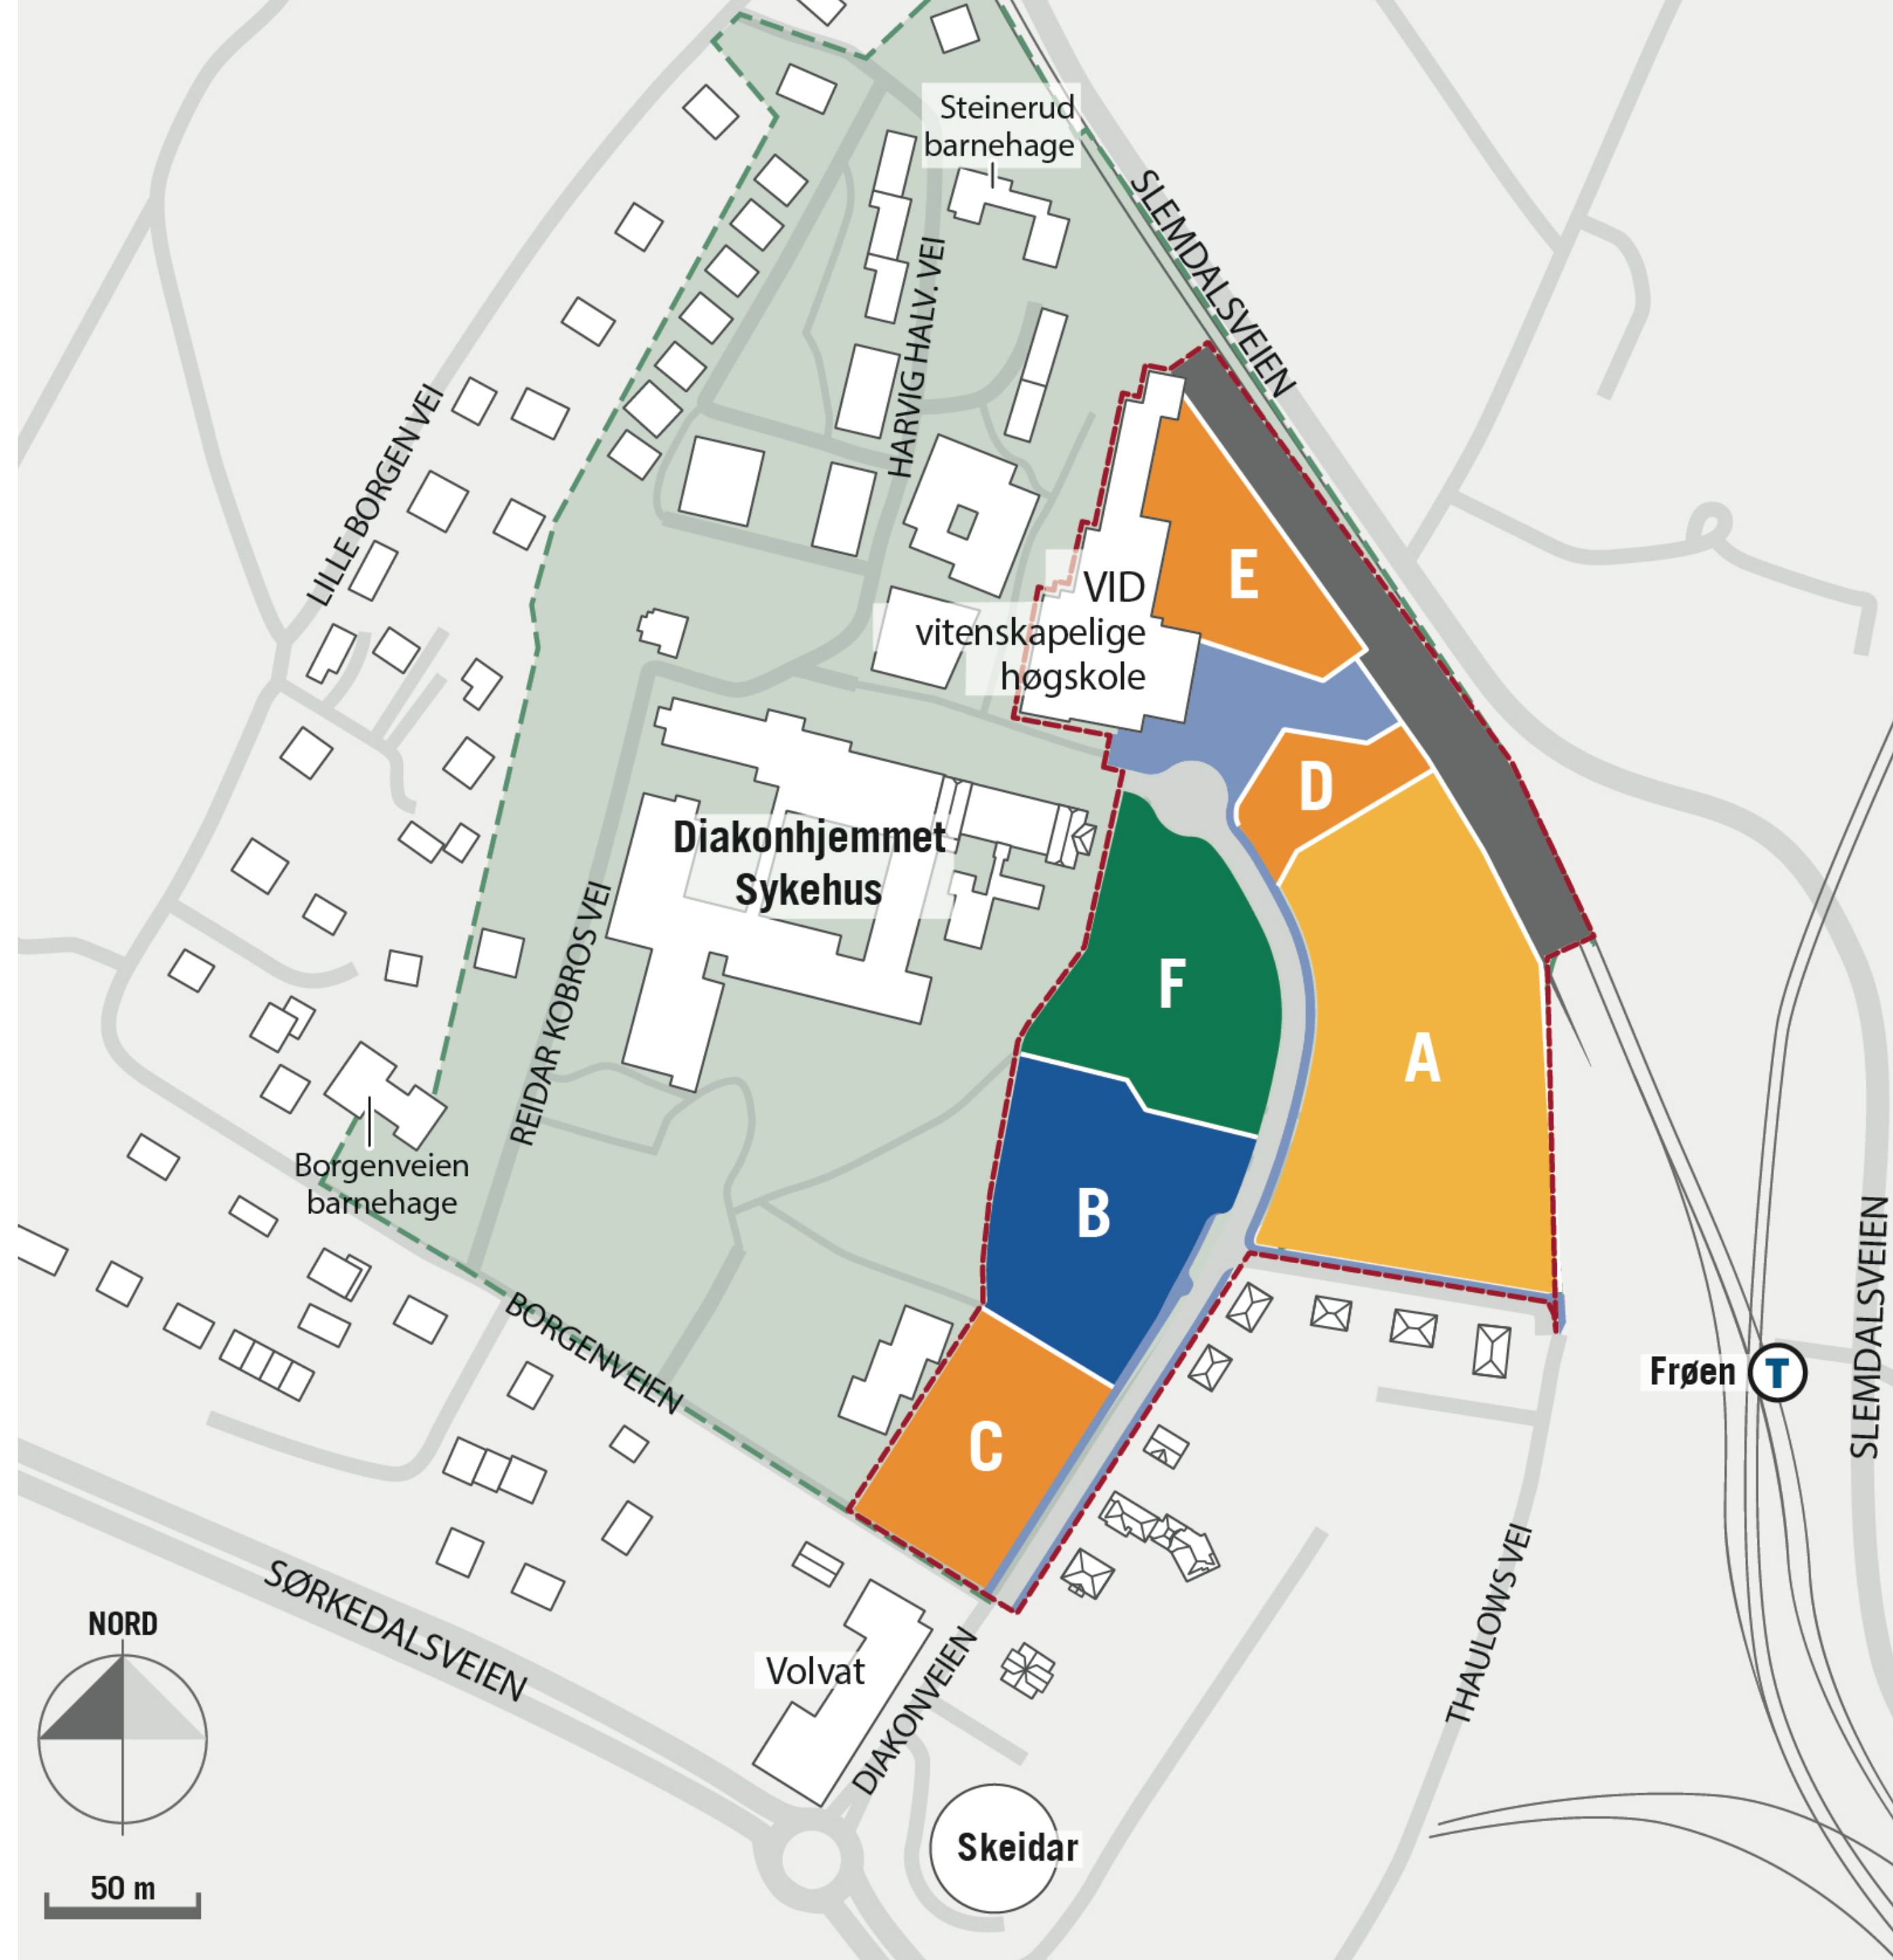 Steinerud
barnehage
SLEMDALSVEIEN
HARVIG HALV. VEI
LILLE BORGEN VEI
VID
vitenskapelige
høgskole
E
D
Diakonhjemmet
Sykehus
F
A
REIDAR KOBROS VEI
B
Borgenveien
barnehage
BORGENVEIEN
C
Frøen
T
SLEMDALSVEIEN
THAULOWS VEI
SØRKEDALSVEIEN
NORD
Volvat
DIAKONVEIEN
Skeidar
50 m